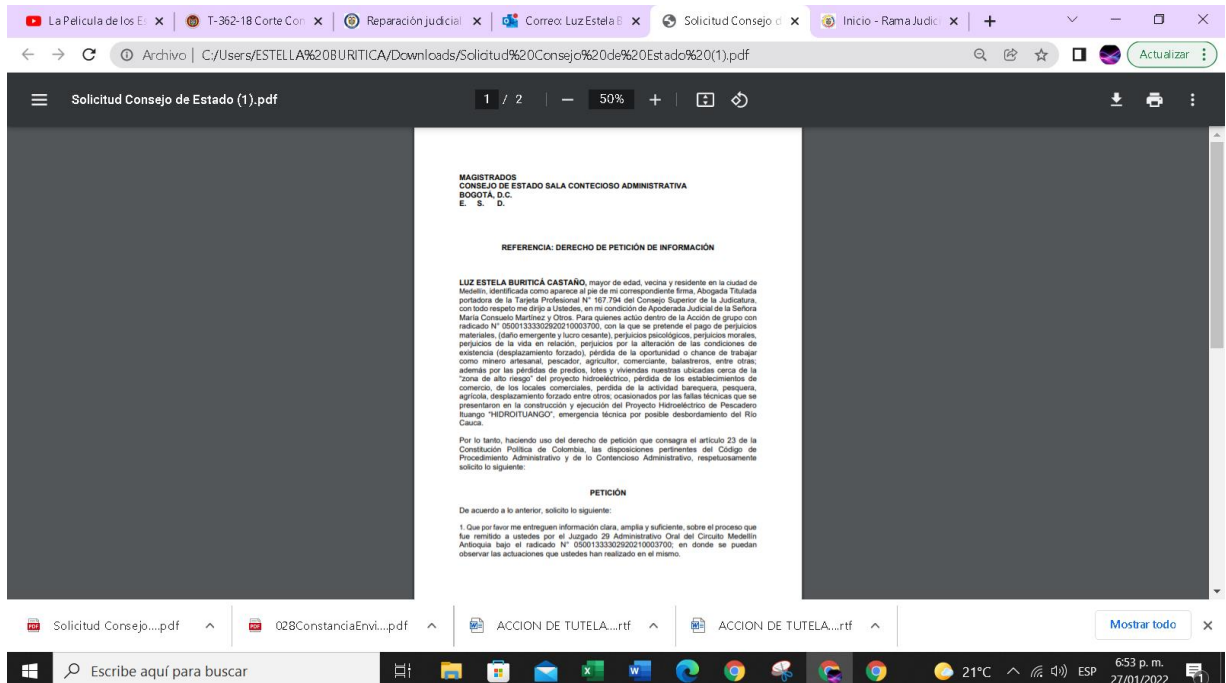 La Pelicula de los Es
T-362-18 Corte Con
Reparación judicial
Correo: Luz Estela B
Solicitud Consejo d
Inicio - Rama Judic
Archivo | C:/Users/ESTELLA%20BURITICA/Downloads/Solicitud%20Consejo%20de%20Estado%20(1).pdf
Actualizar
Solicitud Consejo de Estado (1).pdf
1 / 2 | − 50% +
MAGISTRADOS
CONSEJO DE ESTADO SALA CONTECIOSO ADMINISTRATIVA
BOGOTÁ, D.C.
E. S. D.
REFERENCIA: DERECHO DE PETICIÓN DE INFORMACIÓN
LUZ ESTELA BURITICÁ CASTAÑO, mayor de edad, vecina y residente en la ciudad de
Medellín, identificada como aparece al pie de mi correspondiente firma, Abogada Titulada
portadora de la Tarjeta Profesional N° 167.794 del Consejo Superior de la Judicatura,
con todo respeto me dirijo a Ustedes, en mi condición de Apoderada Judicial de la Señora
María Consuelo Martínez y Otros. Para quienes actúo dentro de la Acción de grupo con
radicado N° 05001333302920210003700, con la que se pretende el pago de perjuicios
materiales, (daño emergente y lucro cesante), perjuicios psicológicos, perjuicios morales,
perjuicios de la vida en relación, perjuicios por la alteración de las condiciones de
existencia (desplazamiento forzado), pérdida de la oportunidad o chance de trabajar
como minero artesanal, pescador, agricultor, comerciante, balastreros, entre otras;
además por las pérdidas de predios, lotes y viviendas nuestras ubicadas cerca de la
"zona de alto riesgo" del proyecto hidroeléctrico, pérdida de los establecimientos de
comercio, de los locales comerciales, perdida de la actividad barequera, pesquera,
agrícola, desplazamiento forzado entre otros; ocasionados por las fallas técnicas que se
presentaron en la construcción y ejecución del Proyecto Hidroeléctrico de Pescadero
Ituango "HIDROITUANGO", emergencia técnica por posible desbordamiento del Río
Cauca.
Por lo tanto, haciendo uso del derecho de petición que consagra el artículo 23 de la
Constitución Política de Colombia, las disposiciones pertinentes del Código de
Procedimiento Administrativo y de lo Contencioso Administrativo, respetuosamente
solicito lo siguiente:
PETICIÓN
De acuerdo a lo anterior, solicito lo siguiente:
1. Que por favor me entreguen información clara, amplia y suficiente, sobre el proceso que
fue remitido a ustedes por el Juzgado 29 Administrativo Oral del Circuito Medellín
Antioquia bajo el radicado N° 05001333302920210003700; en donde se puedan
observar las actuaciones que ustedes han realizado en el mismo.
Solicitud Consejo....pdf
028ConstanciaEnvi....pdf
ACCION DE TUTELA....rtf
ACCION DE TUTELA....rtf
Mostrar todo
Escribe aquí para buscar
21°C
ESP
6:53 p. m.
27/01/2022
1